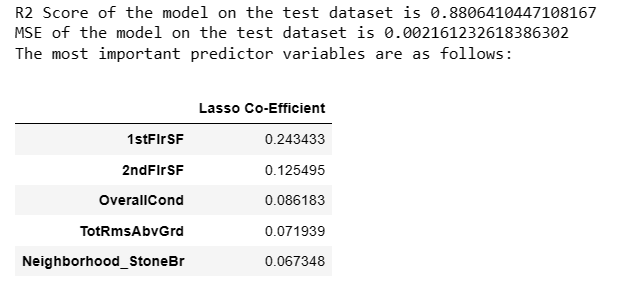 R2 Score of the model on the test dataset is 0.8806410447108167
MSE of the model on the test dataset is 0.002161232618386302
The most important predictor variables are as follows:
Lasso Co-Efficient
1stFlrSF 0.243433
2ndFlrSF 0.125495
OverallCond 0.086183
TotRmsAbvGrd 0.071939
Neighborhood_StoneBr 0.067348